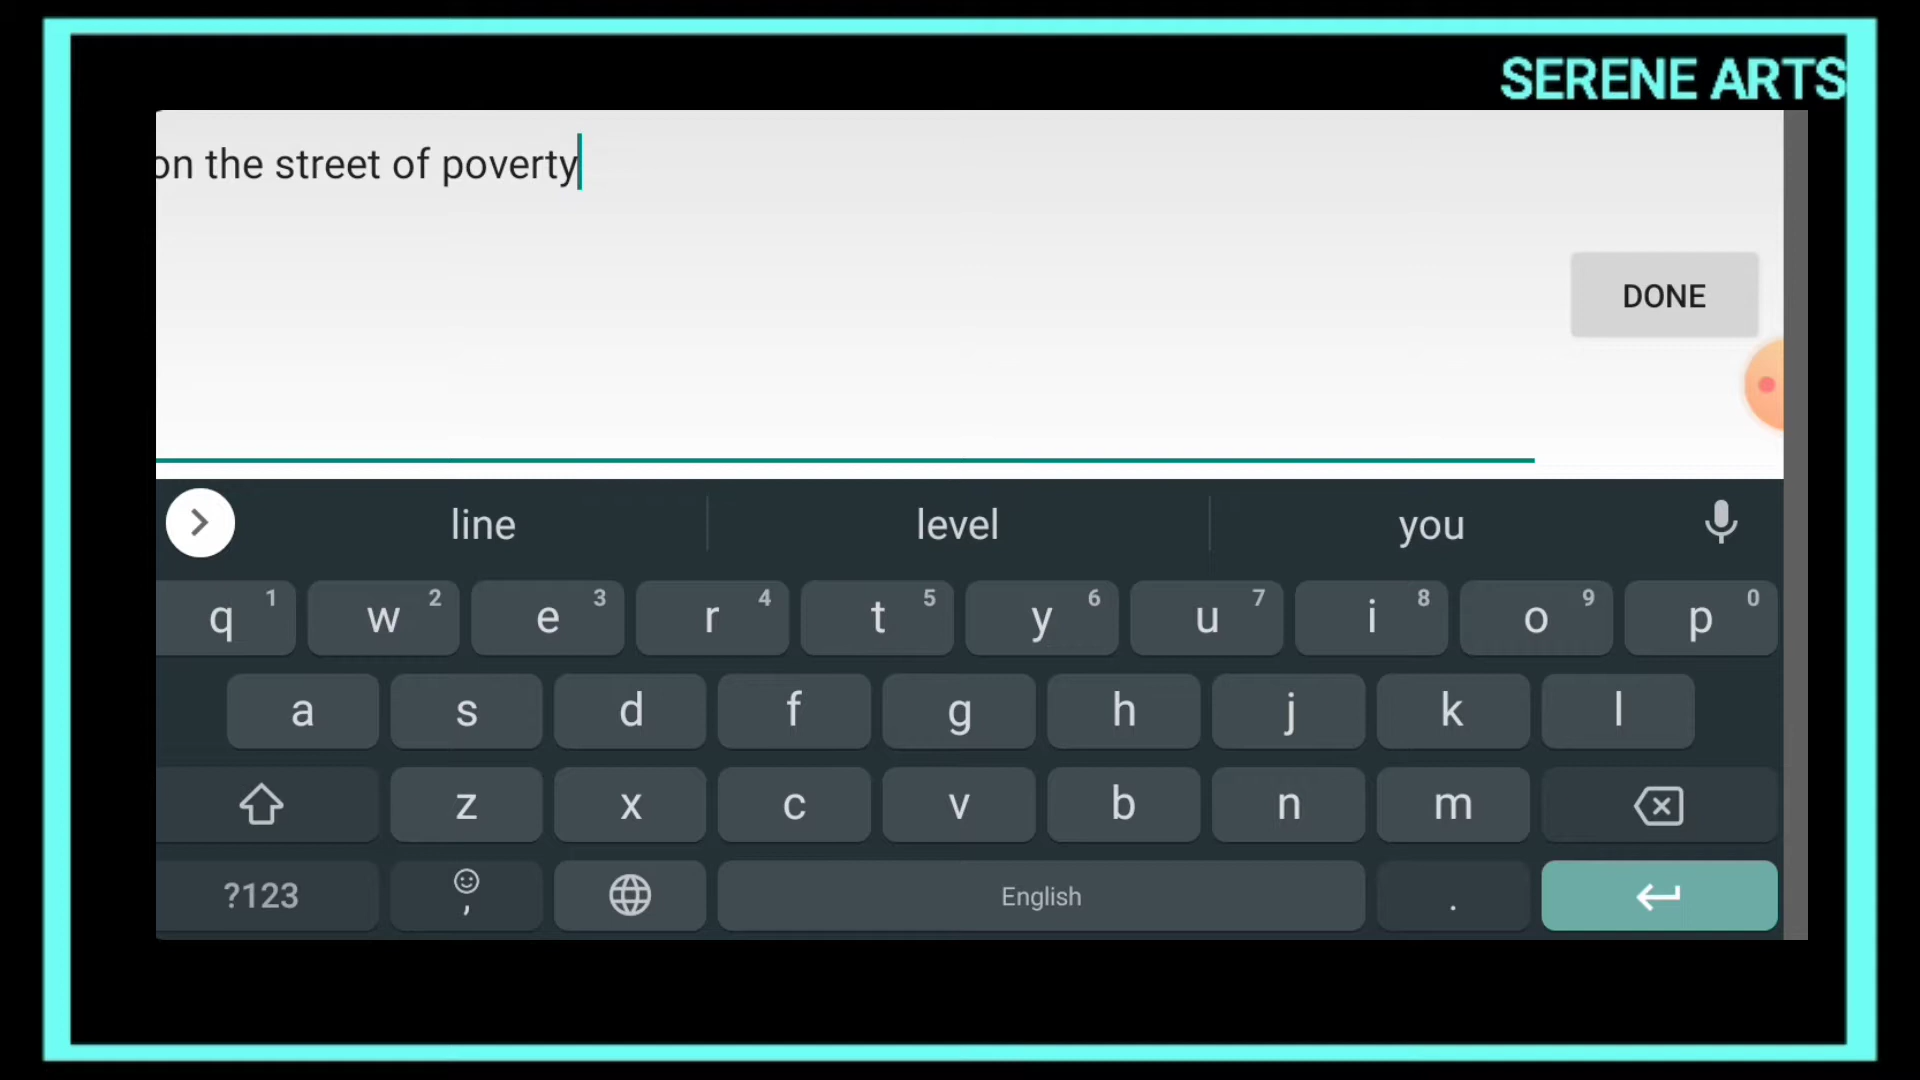 SERENE ARTS
on the street of poverty
DONE
line level you
q 1 w 2 e 3 r 4 t 5 y 6 u 7 i 8 o 9 p 0
a s d f g h j k l
z x c v b n m
?123 , English .